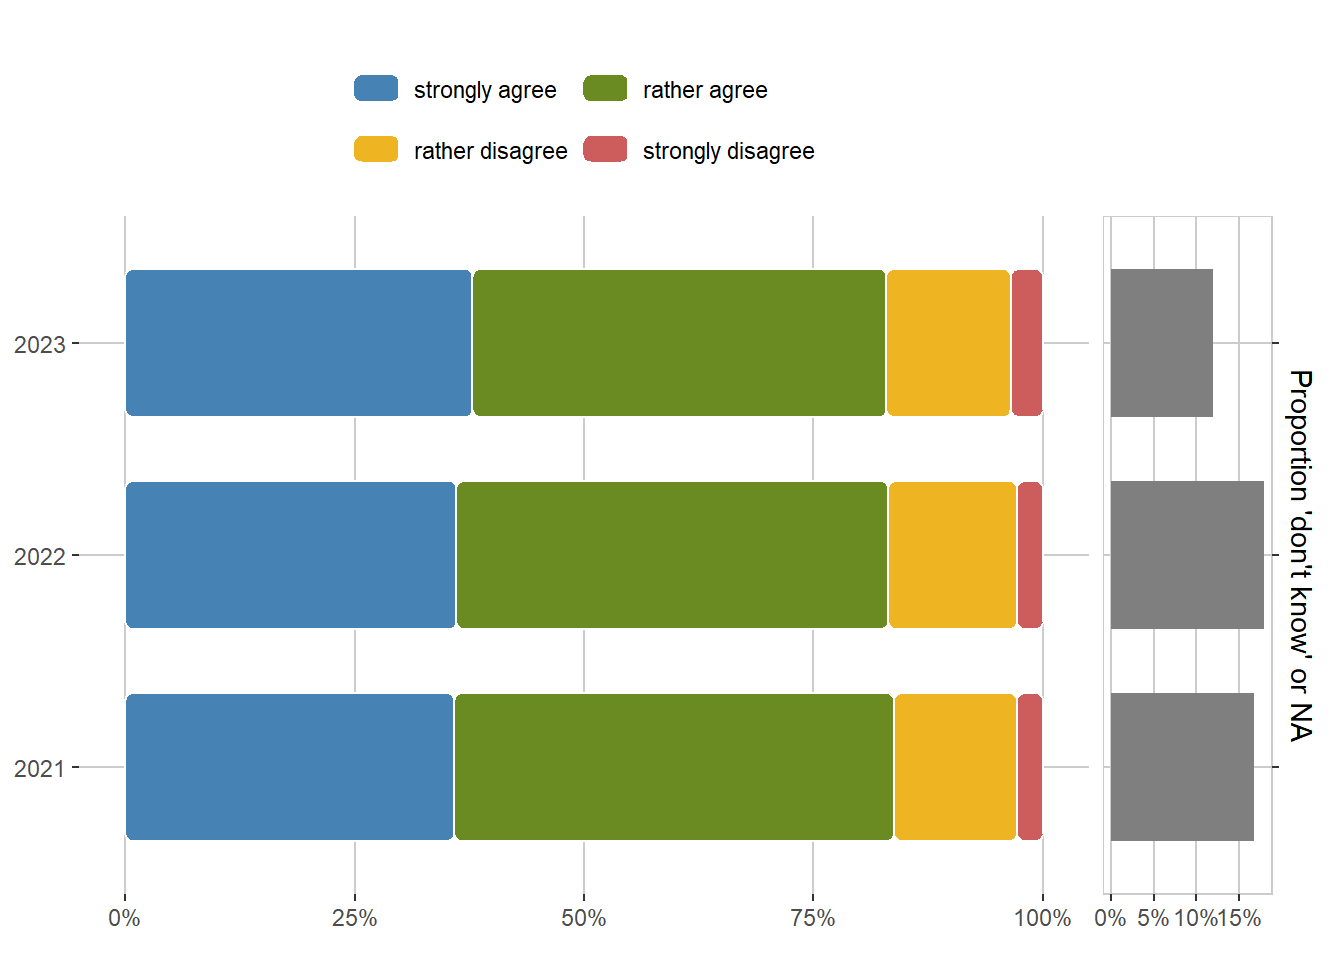 strongly agree
rather agree
rather disagree
strongly disagree
2023
2022
2021
0%
25%
50%
75%
100%
0%
5%
10%
15%
Proportion 'don't know' or NA